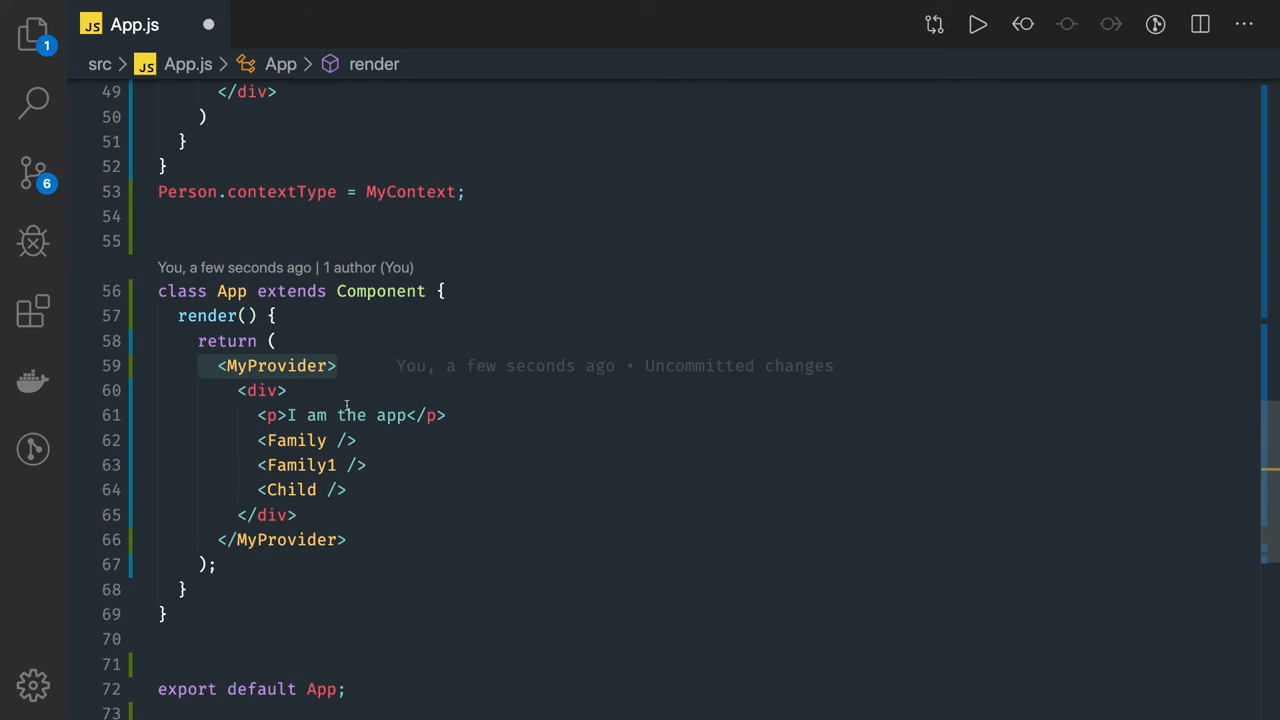 JS App.js
1
src > JS App.js > App > render
6
49 </div>
50 )
51 }
52 }
53 Person.contextType = MyContext;
54
55
You, a few seconds ago | 1 author (You)
56 class App extends Component {
57 render() {
58 return (
59 <MyProvider> You, a few seconds ago • Uncommitted changes
60 <div>
61 <p>I am the app</p>
62 <Family />
63 <Family1 />
64 <Child />
65 </div>
66 </MyProvider>
67 );
68 }
69 }
70
71
72 export default App;
73